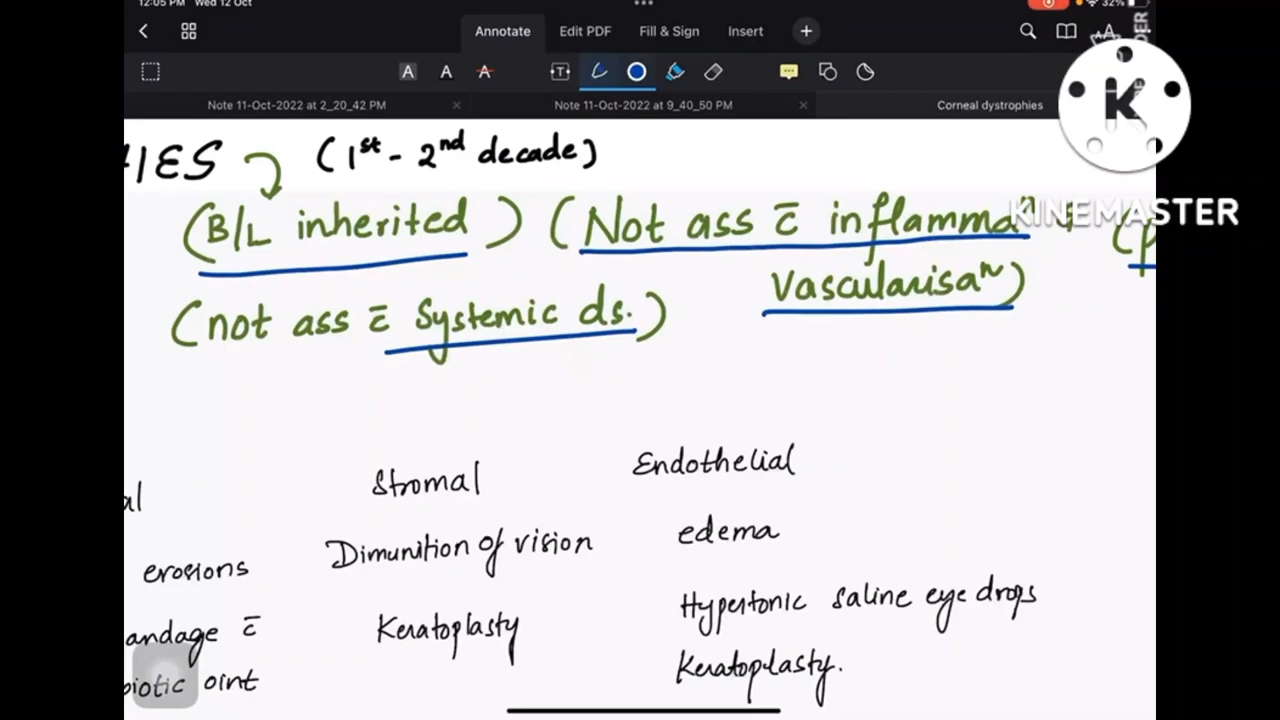 12:05 PM Wed 12 Oct
32%
Annotate Edit PDF Fill & Sign Insert
Note 11-Oct-2022 at 2_20_42 PM
Note 11-Oct-2022 at 9_40_50 PM
Corneal dystrophies
K
KINEMASTER
HIES (1st - 2nd decade)
(B/L inherited) (Not ass c̄ inflammaⁿ
Vascularisaⁿ)
(not ass c̄ Systemic ds.)
al Stromal Endothelial
erosions Dimunition of vision edema
andage c̄ Keratoplasty Hypertonic saline eye drops
biotic oint Keratoplasty.